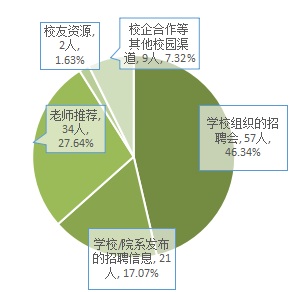 校友资源,
2人,
1.63%
校企合作等
其他校园渠
道, 9人, 7.32%
老师推荐,
34人,
27.64%
学校组织的招
聘会, 57人,
46.34%
学校/院系发布
的招聘信息, 21
人, 17.07%